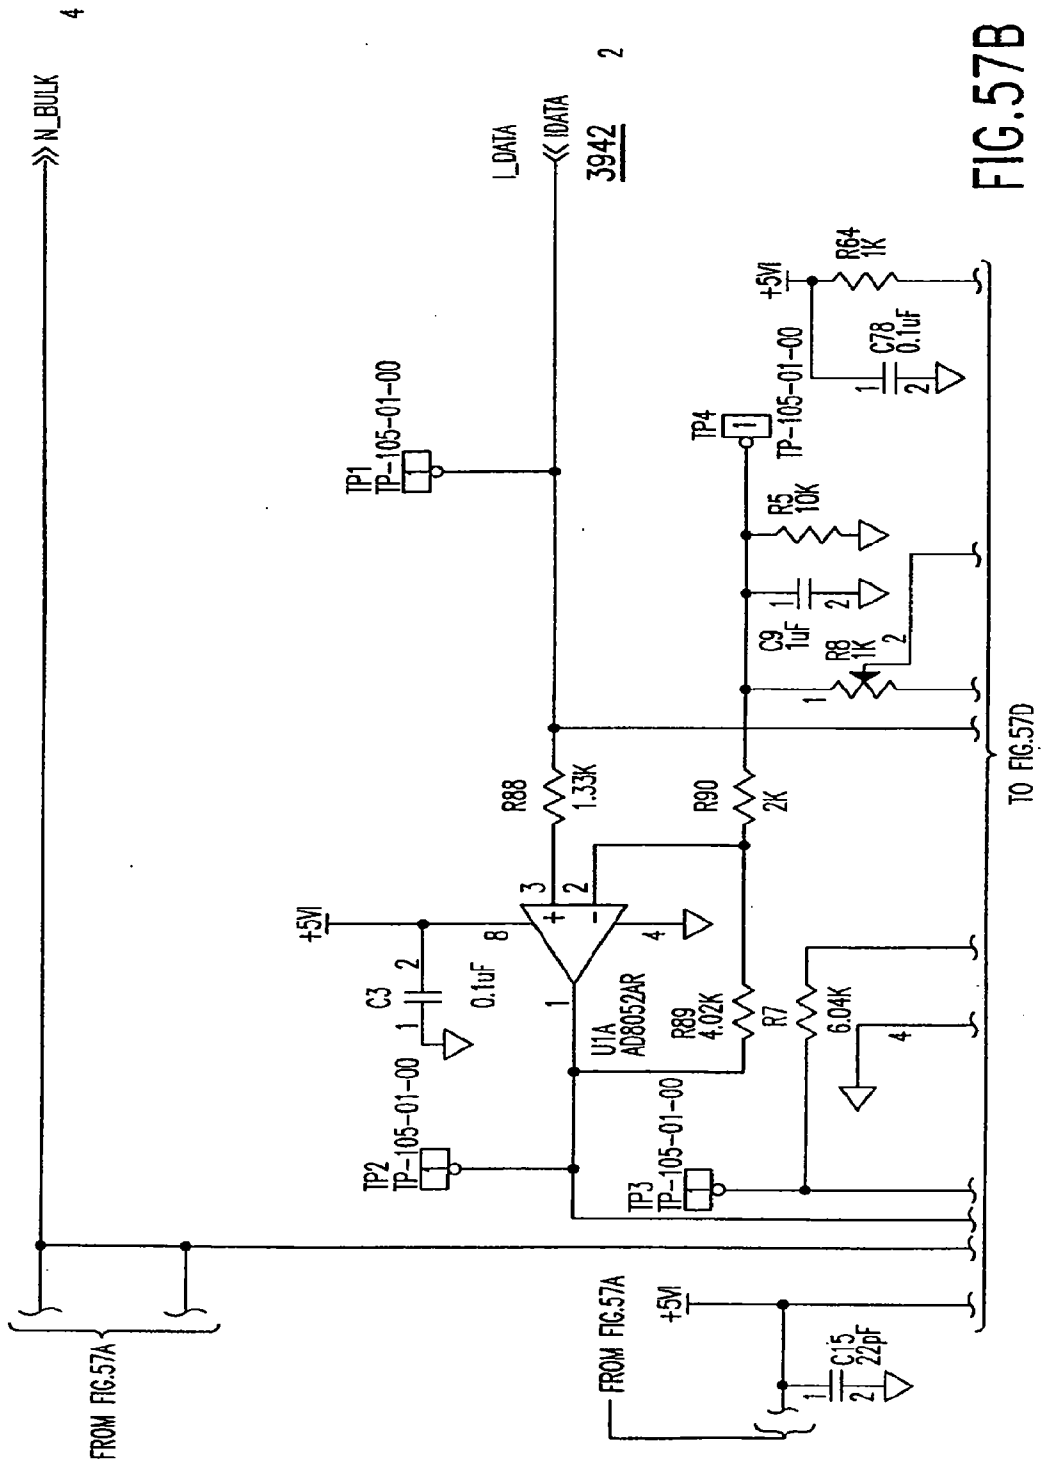 4
N_BULK
I_DATA
IDATA
2
3942
FIG.57B
TP1
TP-105-01-00
1
+5VI
R64
1K
C78
0.1uF
1
2
TP4
1
TP-105-01-00
R5
10K
C9
1uF
1
2
R8
1K
1
2
R88
1.33K
R90
2K
TO FIG.57D
+5VI
C3
0.1uF
1
2
8
3
2
+
-
4
1
U1A
AD8052AR
R89
4.02K
R7
6.04K
4
TP2
TP-105-01-00
1
TP3
TP-105-01-00
1
FROM FIG.57A
FROM FIG.57A
+5VI
C15
22pF
1
2